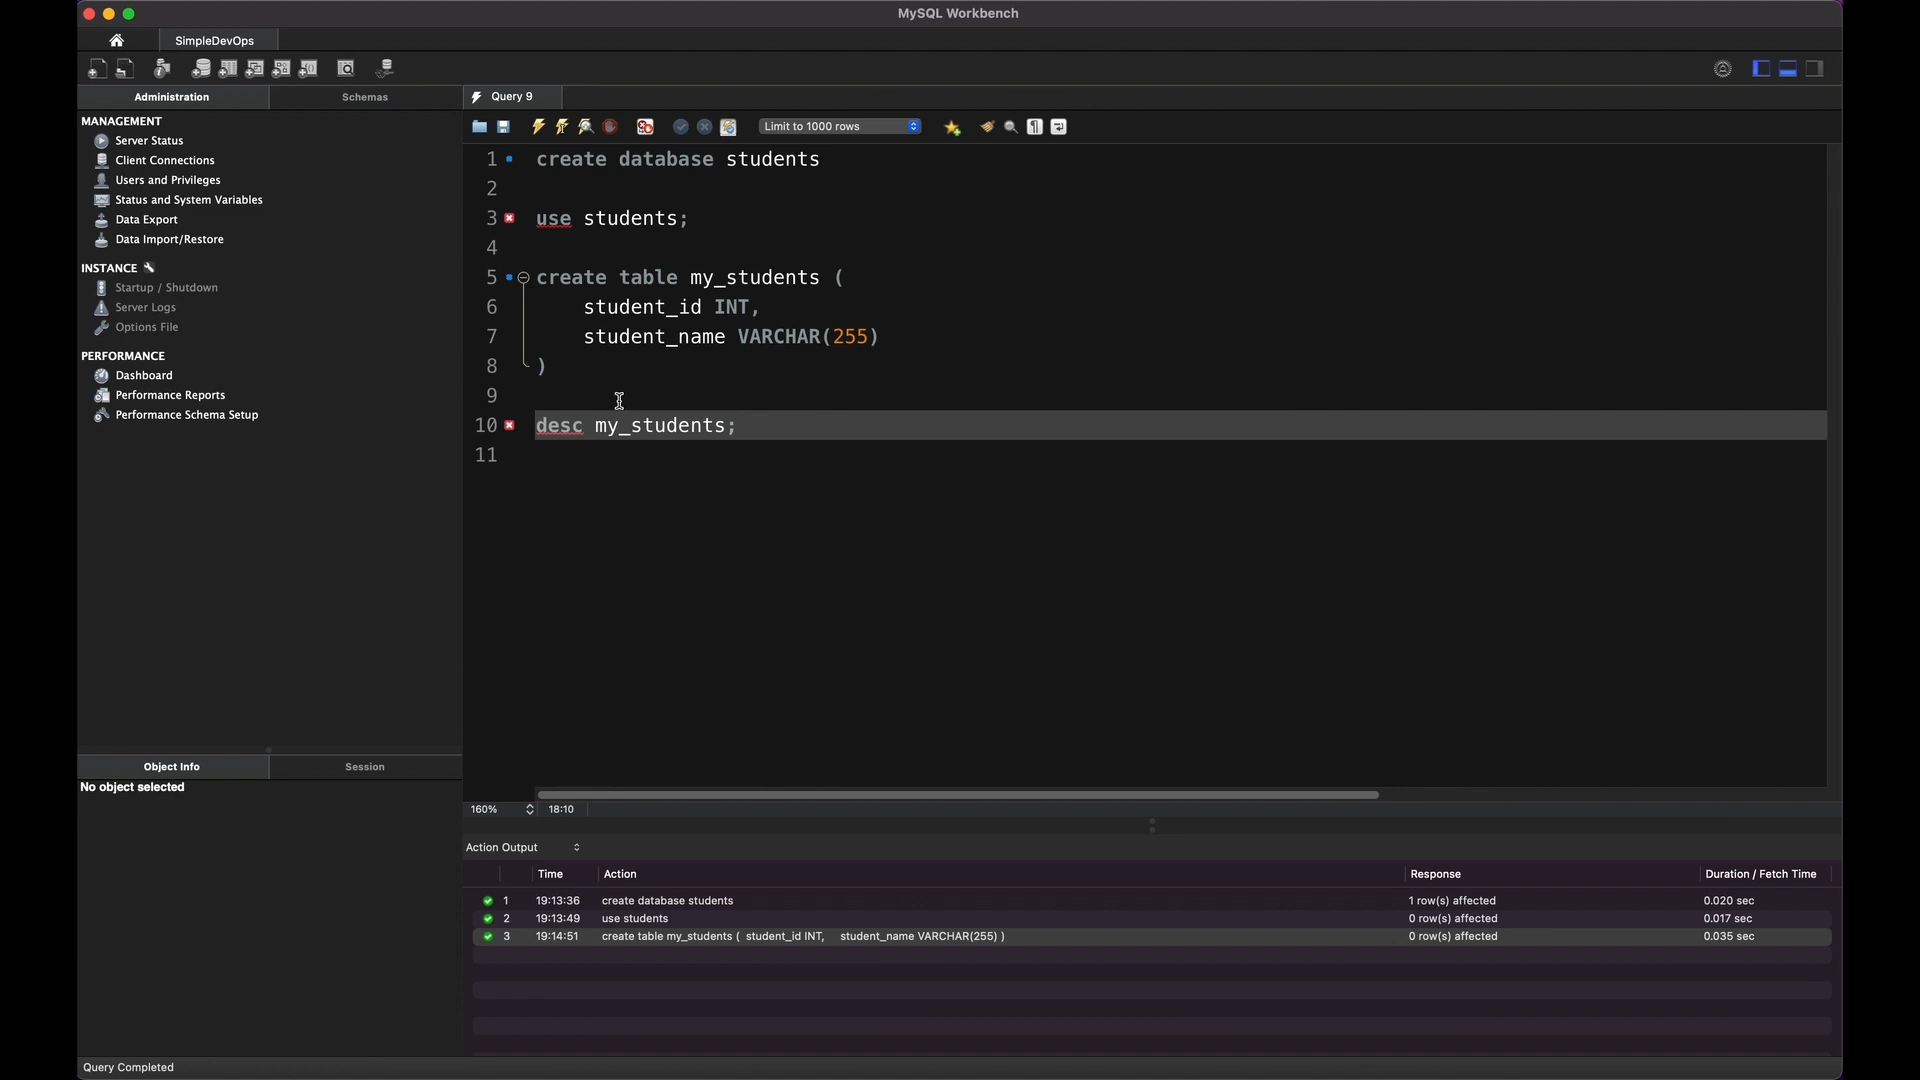 MySQL Workbench
SimpleDevOps
Administration
Schemas
MANAGEMENT
Server Status
Client Connections
Users and Privileges
Status and System Variables
Data Export
Data Import/Restore
INSTANCE
Startup / Shutdown
Server Logs
Options File
PERFORMANCE
Dashboard
Performance Reports
Performance Schema Setup
Object Info
Session
No object selected
Query 9
Limit to 1000 rows
1 create database students
2
3 use students;
4
5 create table my_students (
6 student_id INT,
7 student_name VARCHAR(255)
8 )
9
10 desc my_students;
11
160% 18:10
Action Output
Time Action Response Duration / Fetch Time
1 19:13:36 create database students 1 row(s) affected 0.020 sec
2 19:13:49 use students 0 row(s) affected 0.017 sec
3 19:14:51 create table my_students ( student_id INT, student_name VARCHAR(255) ) 0 row(s) affected 0.035 sec
Query Completed